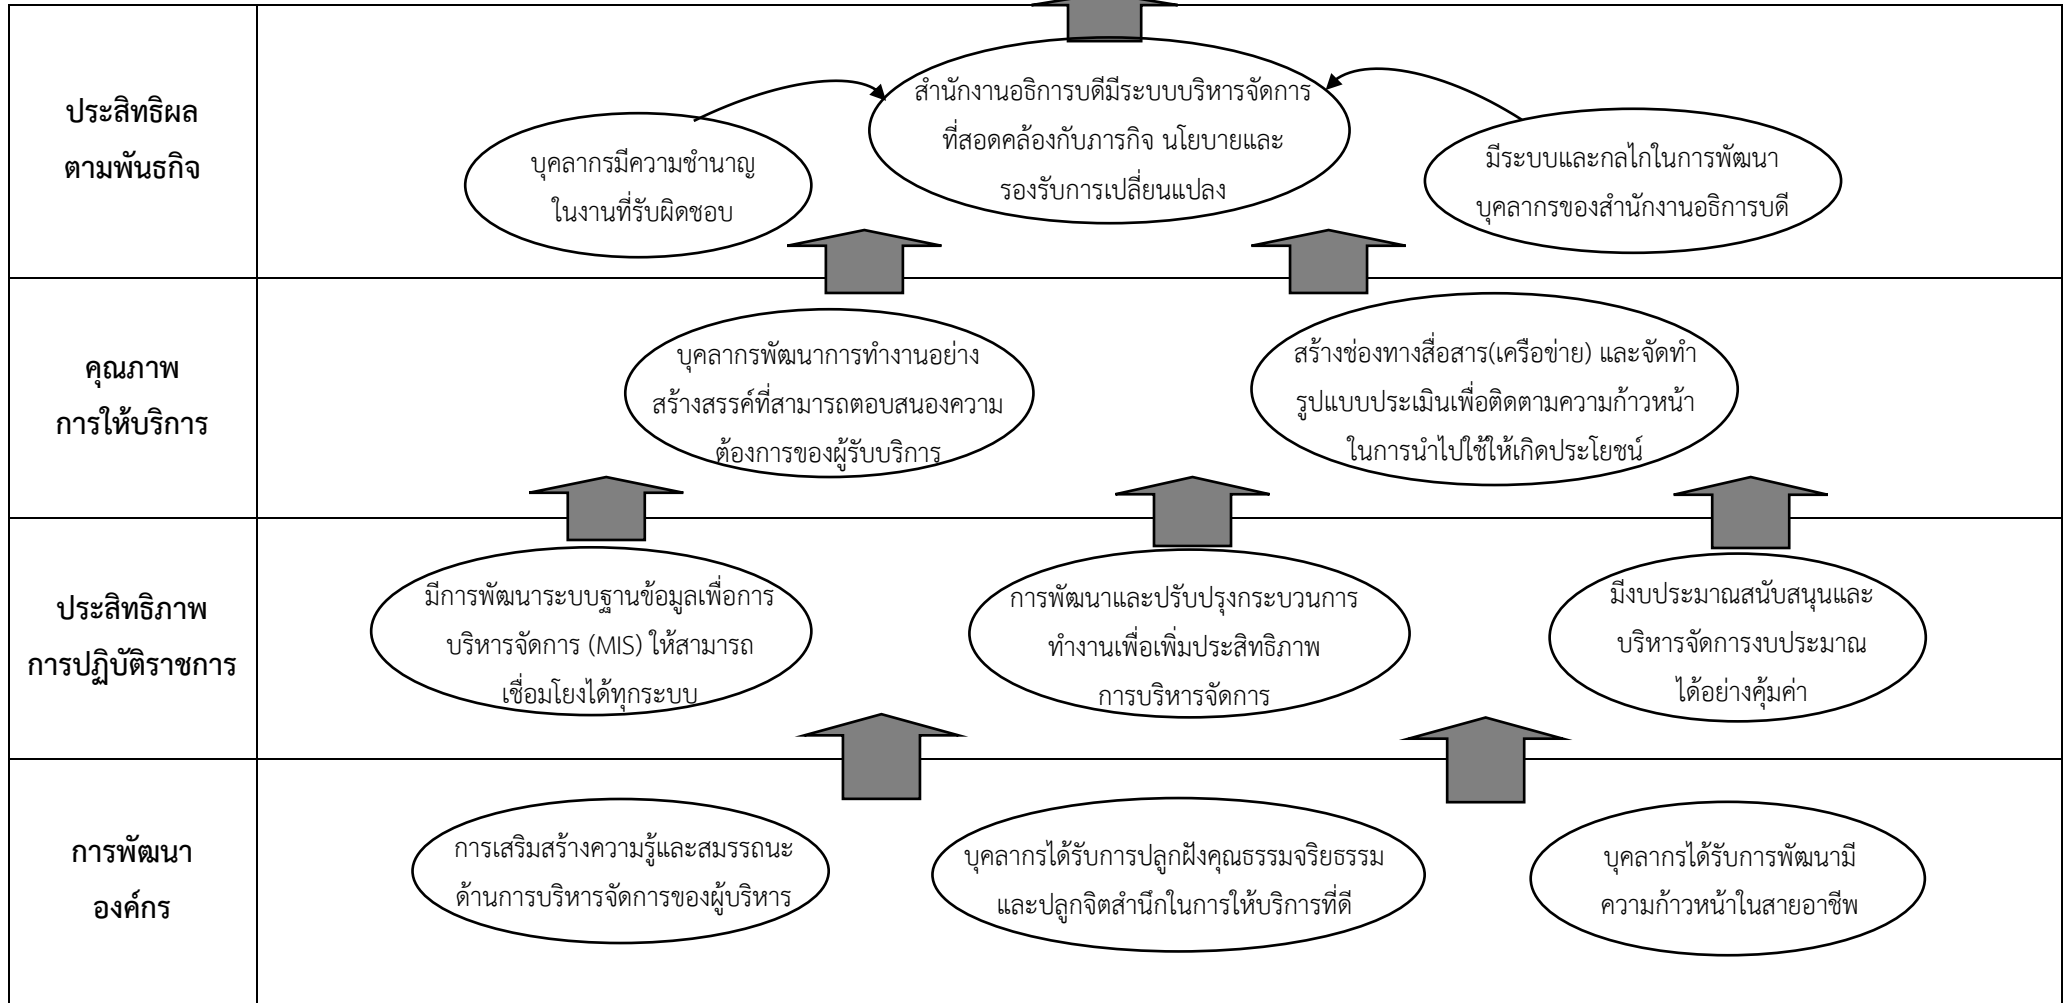 ประสิทธิผล
ตามพันธกิจ
บุคลากรมีความชำนาญ
ในงานที่รับผิดชอบ
สำนักงานอธิการบดีมีระบบบริหารจัดการ
ที่สอดคล้องกับภารกิจ นโยบายและ
รองรับการเปลี่ยนแปลง
มีระบบและกลไกในการพัฒนา
บุคลากรของสำนักงานอธิการบดี
คุณภาพ
การให้บริการ
บุคลากรพัฒนาการทำงานอย่าง
สร้างสรรค์ที่สามารถตอบสนองความ
ต้องการของผู้รับบริการ
สร้างช่องทางสื่อสาร(เครือข่าย) และจัดทำ
รูปแบบประเมินเพื่อติดตามความก้าวหน้า
ในการนำไปใช้ให้เกิดประโยชน์
ประสิทธิภาพ
การปฏิบัติราชการ
มีการพัฒนาระบบฐานข้อมูลเพื่อการ
บริหารจัดการ (MIS) ให้สามารถ
เชื่อมโยงได้ทุกระบบ
การพัฒนาและปรับปรุงกระบวนการ
ทำงานเพื่อเพิ่มประสิทธิภาพ
การบริหารจัดการ
มีงบประมาณสนับสนุนและ
บริหารจัดการงบประมาณ
ได้อย่างคุ้มค่า
การพัฒนา
องค์กร
การเสริมสร้างความรู้และสมรรถนะ
ด้านการบริหารจัดการของผู้บริหาร
บุคลากรได้รับการปลูกฝังคุณธรรมจริยธรรม
และปลูกจิตสำนึกในการให้บริการที่ดี
บุคลากรได้รับการพัฒนามี
ความก้าวหน้าในสายอาชีพ